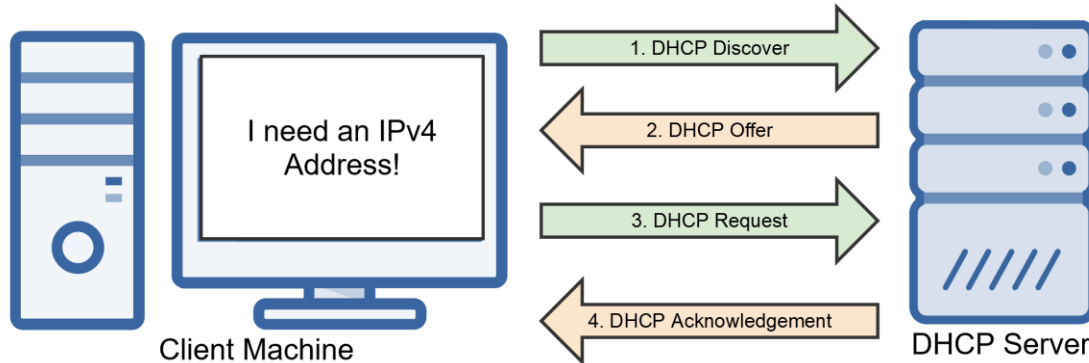 I need an IPv4
Address!
1. DHCP Discover
2. DHCP Offer
3. DHCP Request
4. DHCP Acknowledgement
Client Machine
DHCP Server